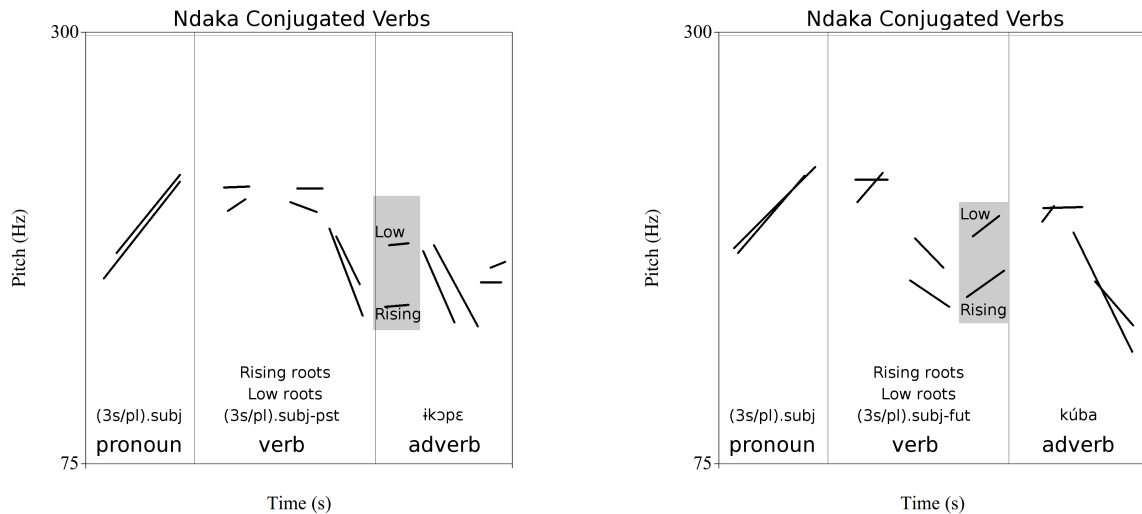 Ndaka Conjugated Verbs
300
Pitch (Hz)
Low
Rising
Rising roots
Low roots
(3s/pl).subj
(3s/pl).subj-pst
ɨkɔpɛ
pronoun
verb
adverb
75
Time (s)
Ndaka Conjugated Verbs
300
Pitch (Hz)
Low
Rising
Rising roots
Low roots
(3s/pl).subj
(3s/pl).subj-fut
kúba
pronoun
verb
adverb
75
Time (s)